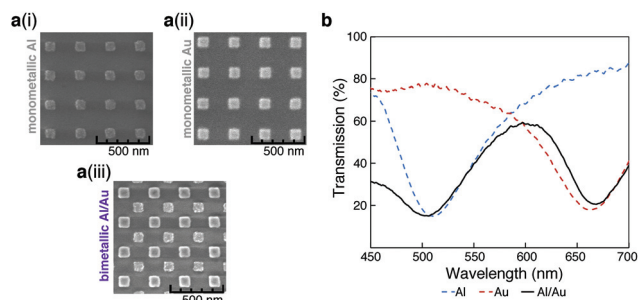 a(i)
monometallic Al
500 nm
a(ii)
monometallic Au
500 nm
a(iii)
bimetallic Al/Au
500 nm
b
Transmission (%)
100
80
60
40
20
450 500 550 600 650 700
Wavelength (nm)
Al Au Al/Au